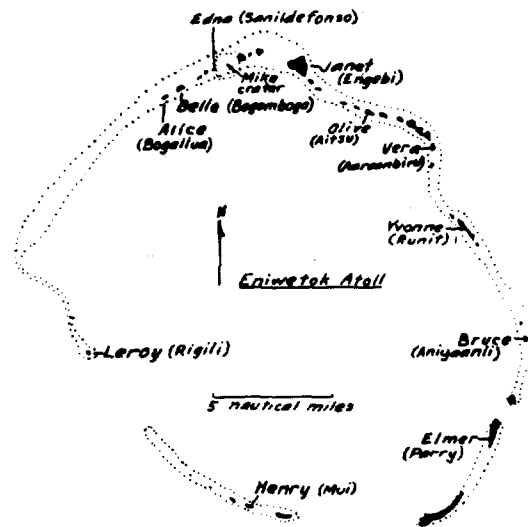 Edna (Sanildefonso)
Janet
(Engebi)
Mike
crater
Belle (Bogombogo)
Alice
(Bogallua)
Olive
(Aitsu)
Vera
(Aaraanbiru)
N
Yvonne
(Runit)
Eniwetok Atoll
Bruce
(Aniyaanii)
Leroy (Rigili)
5 nautical miles
Elmer
(Parry)
Henry (Mui)